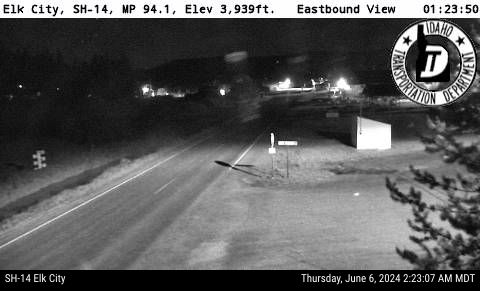 Elk City, SH-14, MP 94.1, Elev 3,939ft. Eastbound View 01:23:50
IDAHO
TRANSPORTATION DEPARTMENT
SH-14 Elk City Thursday, June 6, 2024 2:23:07 AM MDT